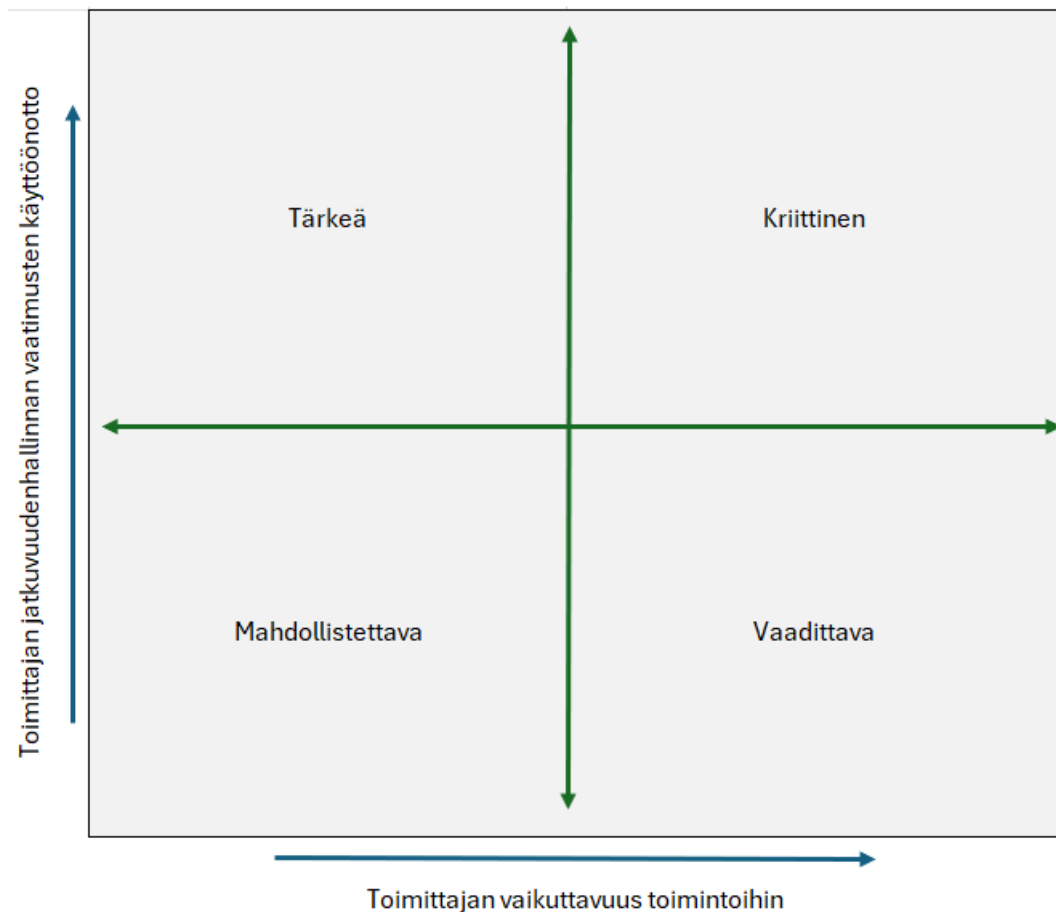 Toimittajan jatkuvuudenhallinnan vaatimusten käyttöönotto
Tärkeä
Kriittinen
Mahdollistettava
Vaadittava
Toimittajan vaikuttavuus toimintoihin